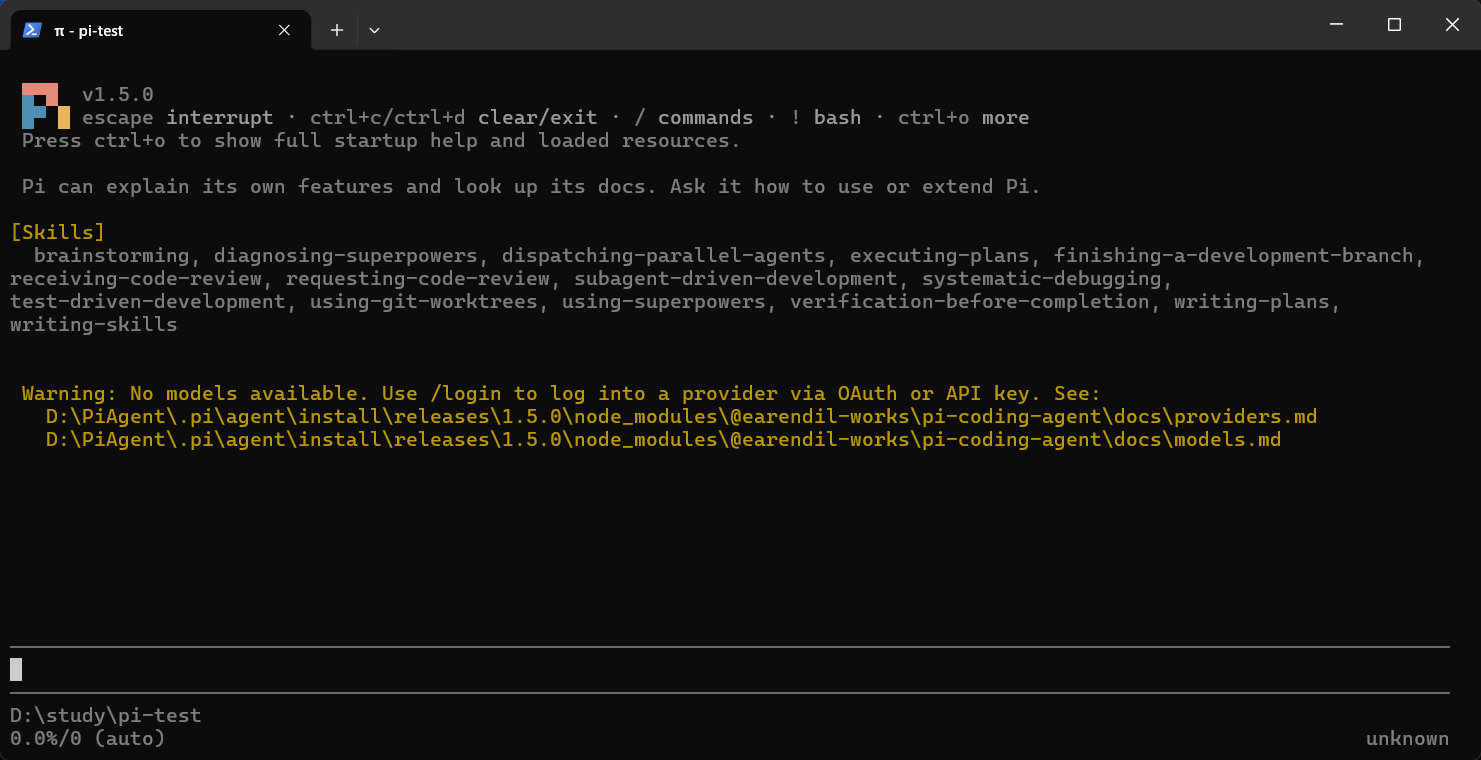 π - pi-test
v1.5.0
escape interrupt · ctrl+c/ctrl+d clear/exit · / commands · ! bash · ctrl+o more
Press ctrl+o to show full startup help and loaded resources.
Pi can explain its own features and look up its docs. Ask it how to use or extend Pi.
[Skills]
brainstorming, diagnosing-superpowers, dispatching-parallel-agents, executing-plans, finishing-a-development-branch,
receiving-code-review, requesting-code-review, subagent-driven-development, systematic-debugging,
test-driven-development, using-git-worktrees, using-superpowers, verification-before-completion, writing-plans,
writing-skills
Warning: No models available. Use /login to log into a provider via OAuth or API key. See:
D:\PiAgent\.pi\agent\install\releases\1.5.0\node_modules\@earendil-works\pi-coding-agent\docs\providers.md
D:\PiAgent\.pi\agent\install\releases\1.5.0\node_modules\@earendil-works\pi-coding-agent\docs\models.md
D:\study\pi-test
0.0%/0 (auto)
unknown